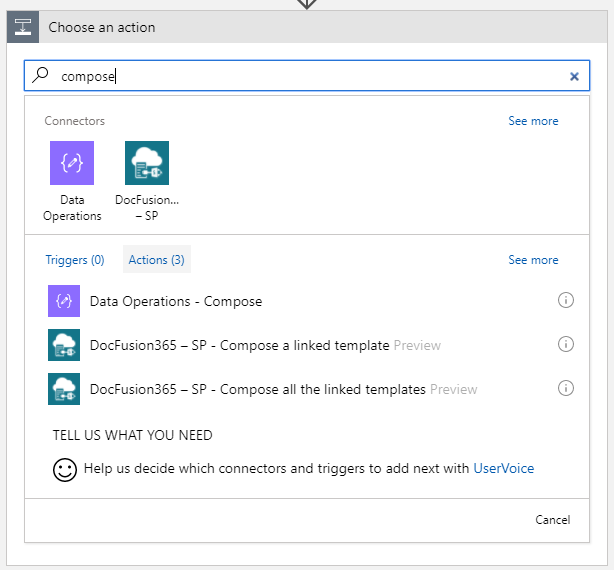 Choose an action
compose
Connectors
See more
Data
Operations
DocFusion...
– SP
Triggers (0)
Actions (3)
See more
Data Operations - Compose
DocFusion365 – SP - Compose a linked template Preview
DocFusion365 – SP - Compose all the linked templates Preview
TELL US WHAT YOU NEED
Help us decide which connectors and triggers to add next with UserVoice
Cancel